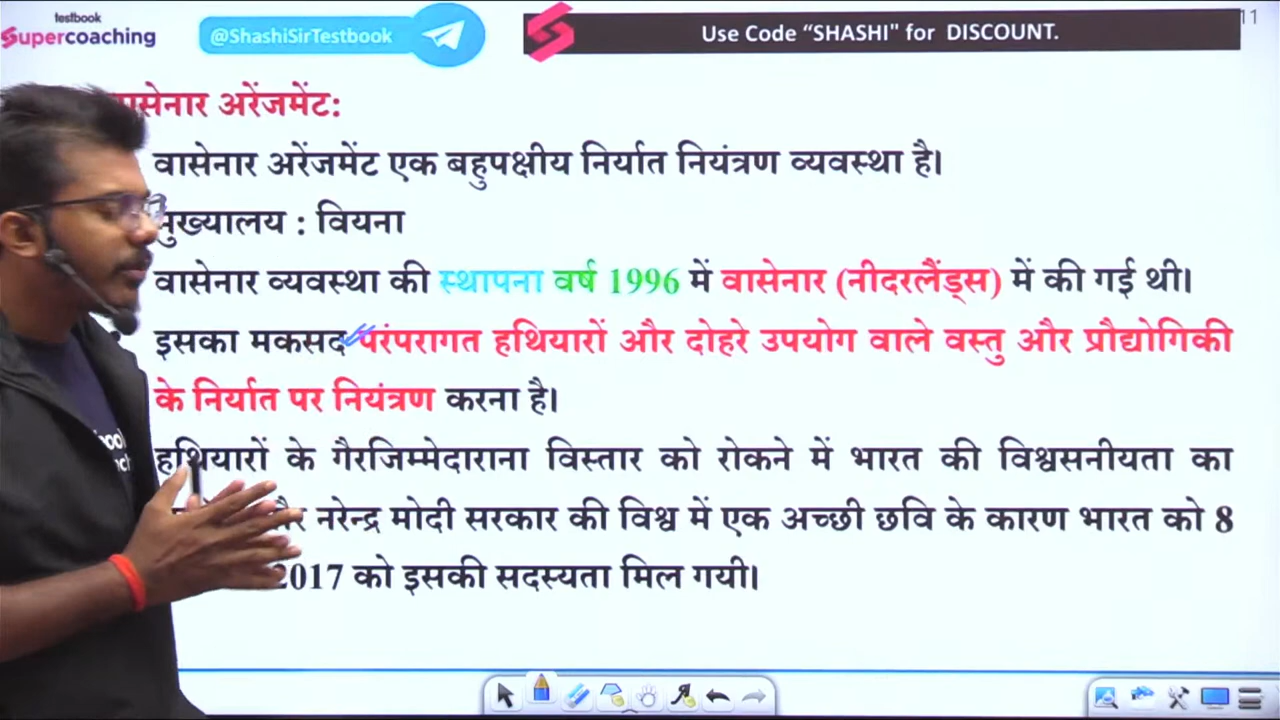 testbook
Supercoaching
@ShashiSirTestbook
Use Code “SHASHI" for DISCOUNT.
11
अरेंजमेंट:
वासेनार अरेंजमेंट एक बहुपक्षीय निर्यात नियंत्रण व्यवस्था है।
मुख्यालय : वियना
वासेनार व्यवस्था की स्थापना वर्ष 1996 में वासेनार (नीदरलैंड्स) में की गई थी।
इसका मकसद परंपरागत हथियारों और दोहरे उपयोग वाले वस्तु और प्रौद्योगिकी
के निर्यात पर नियंत्रण करना है।
हथियारों के गैरजिम्मेदाराना विस्तार को रोकने में भारत की विश्वसनीयता का
नरेन्द्र मोदी सरकार की विश्व में एक अच्छी छवि के कारण भारत को 8
2017 को इसकी सदस्यता मिल गयी।